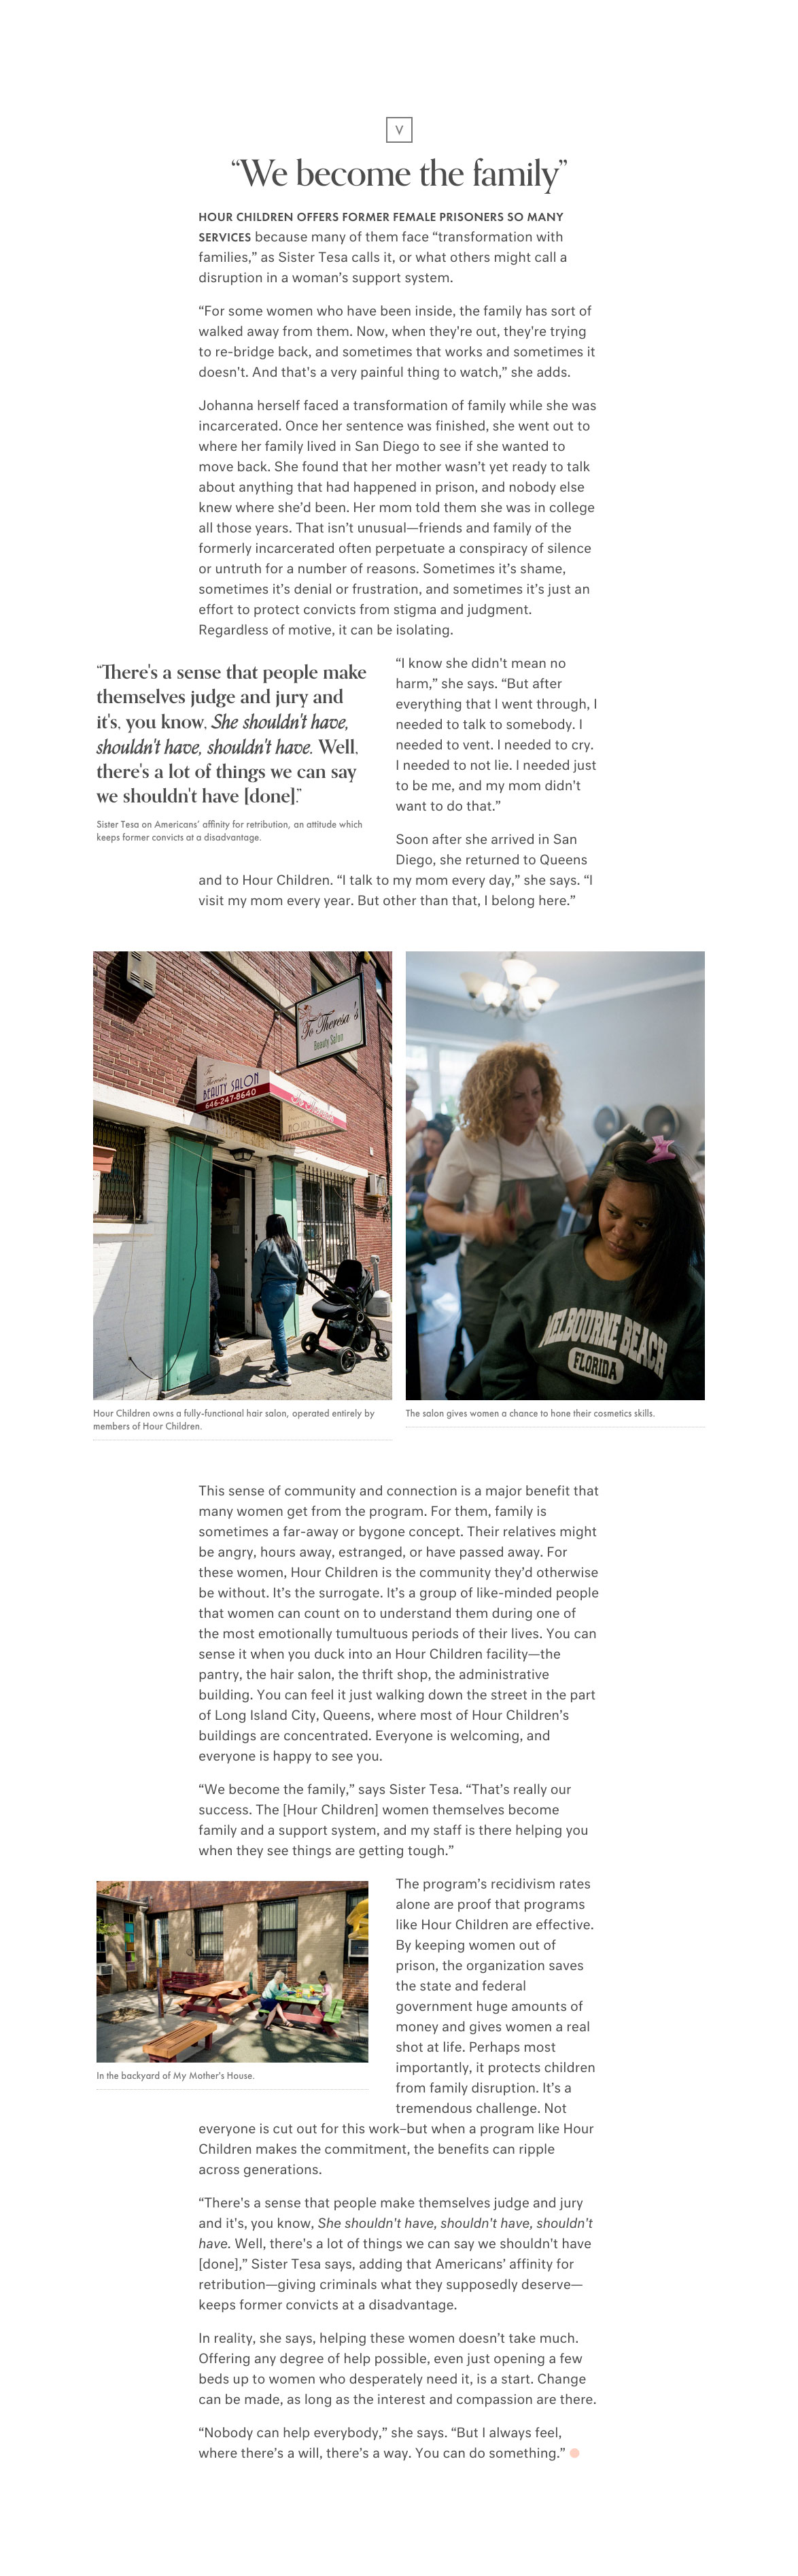 V
“We become the family”
HOUR CHILDREN OFFERS FORMER FEMALE PRISONERS SO MANY
SERVICES because many of them face “transformation with
families,” as Sister Tesa calls it, or what others might call a
disruption in a woman’s support system.
“For some women who have been inside, the family has sort of
walked away from them. Now, when they're out, they're trying
to re-bridge back, and sometimes that works and sometimes it
doesn't. And that's a very painful thing to watch,” she adds.
Johanna herself faced a transformation of family while she was
incarcerated. Once her sentence was finished, she went out to
where her family lived in San Diego to see if she wanted to
move back. She found that her mother wasn’t yet ready to talk
about anything that had happened in prison, and nobody else
knew where she’d been. Her mom told them she was in college
all those years. That isn’t unusual—friends and family of the
formerly incarcerated often perpetuate a conspiracy of silence
or untruth for a number of reasons. Sometimes it’s shame,
sometimes it’s denial or frustration, and sometimes it’s just an
effort to protect convicts from stigma and judgment.
Regardless of motive, it can be isolating.
“There's a sense that people make
themselves judge and jury and
it's, you know, She shouldn't have,
shouldn't have, shouldn't have. Well,
there's a lot of things we can say
we shouldn't have [done].”
Sister Tesa on Americans’ affinity for retribution, an attitude which
keeps former convicts at a disadvantage.
“I know she didn't mean no
harm,” she says. “But after
everything that I went through, I
needed to talk to somebody. I
needed to vent. I needed to cry.
I needed to not lie. I needed just
to be me, and my mom didn't
want to do that.”
Soon after she arrived in San
Diego, she returned to Queens
and to Hour Children. “I talk to my mom every day,” she says. “I
visit my mom every year. But other than that, I belong here.”
To Theresa's
Beauty Salon
BEAUTY SALON
646-247-8640
MELBOURNE BEACH
FLORIDA
Hour Children owns a fully-functional hair salon, operated entirely by
members of Hour Children.
The salon gives women a chance to hone their cosmetics skills.
This sense of community and connection is a major benefit that
many women get from the program. For them, family is
sometimes a far-away or bygone concept. Their relatives might
be angry, hours away, estranged, or have passed away. For
these women, Hour Children is the community they’d otherwise
be without. It’s the surrogate. It’s a group of like-minded people
that women can count on to understand them during one of
the most emotionally tumultuous periods of their lives. You can
sense it when you duck into an Hour Children facility—the
pantry, the hair salon, the thrift shop, the administrative
building. You can feel it just walking down the street in the part
of Long Island City, Queens, where most of Hour Children’s
buildings are concentrated. Everyone is welcoming, and
everyone is happy to see you.
“We become the family,” says Sister Tesa. “That’s really our
success. The [Hour Children] women themselves become
family and a support system, and my staff is there helping you
when they see things are getting tough.”
The program’s recidivism rates
alone are proof that programs
like Hour Children are effective.
By keeping women out of
prison, the organization saves
the state and federal
government huge amounts of
money and gives women a real
shot at life. Perhaps most
importantly, it protects children
from family disruption. It’s a
tremendous challenge. Not
In the backyard of My Mother's House.
everyone is cut out for this work–but when a program like Hour
Children makes the commitment, the benefits can ripple
across generations.
“There's a sense that people make themselves judge and jury
and it's, you know, She shouldn't have, shouldn't have, shouldn't
have. Well, there’s a lot of things we can say we shouldn't have
[done],” Sister Tesa says, adding that Americans’ affinity for
retribution—giving criminals what they supposedly deserve—
keeps former convicts at a disadvantage.
In reality, she says, helping these women doesn’t take much.
Offering any degree of help possible, even just opening a few
beds up to women who desperately need it, is a start. Change
can be made, as long as the interest and compassion are there.
“Nobody can help everybody,” she says. “But I always feel,
where there’s a will, there’s a way. You can do something.”